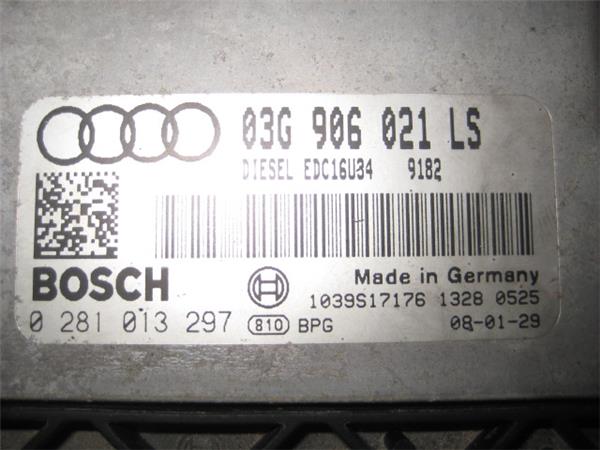 03G 906 021 LS
DIESEL EDC16U34 9182
BOSCH
Made in Germany
1039S17176 1328 0525
0 281 013 297 810 BPG 08-01-29